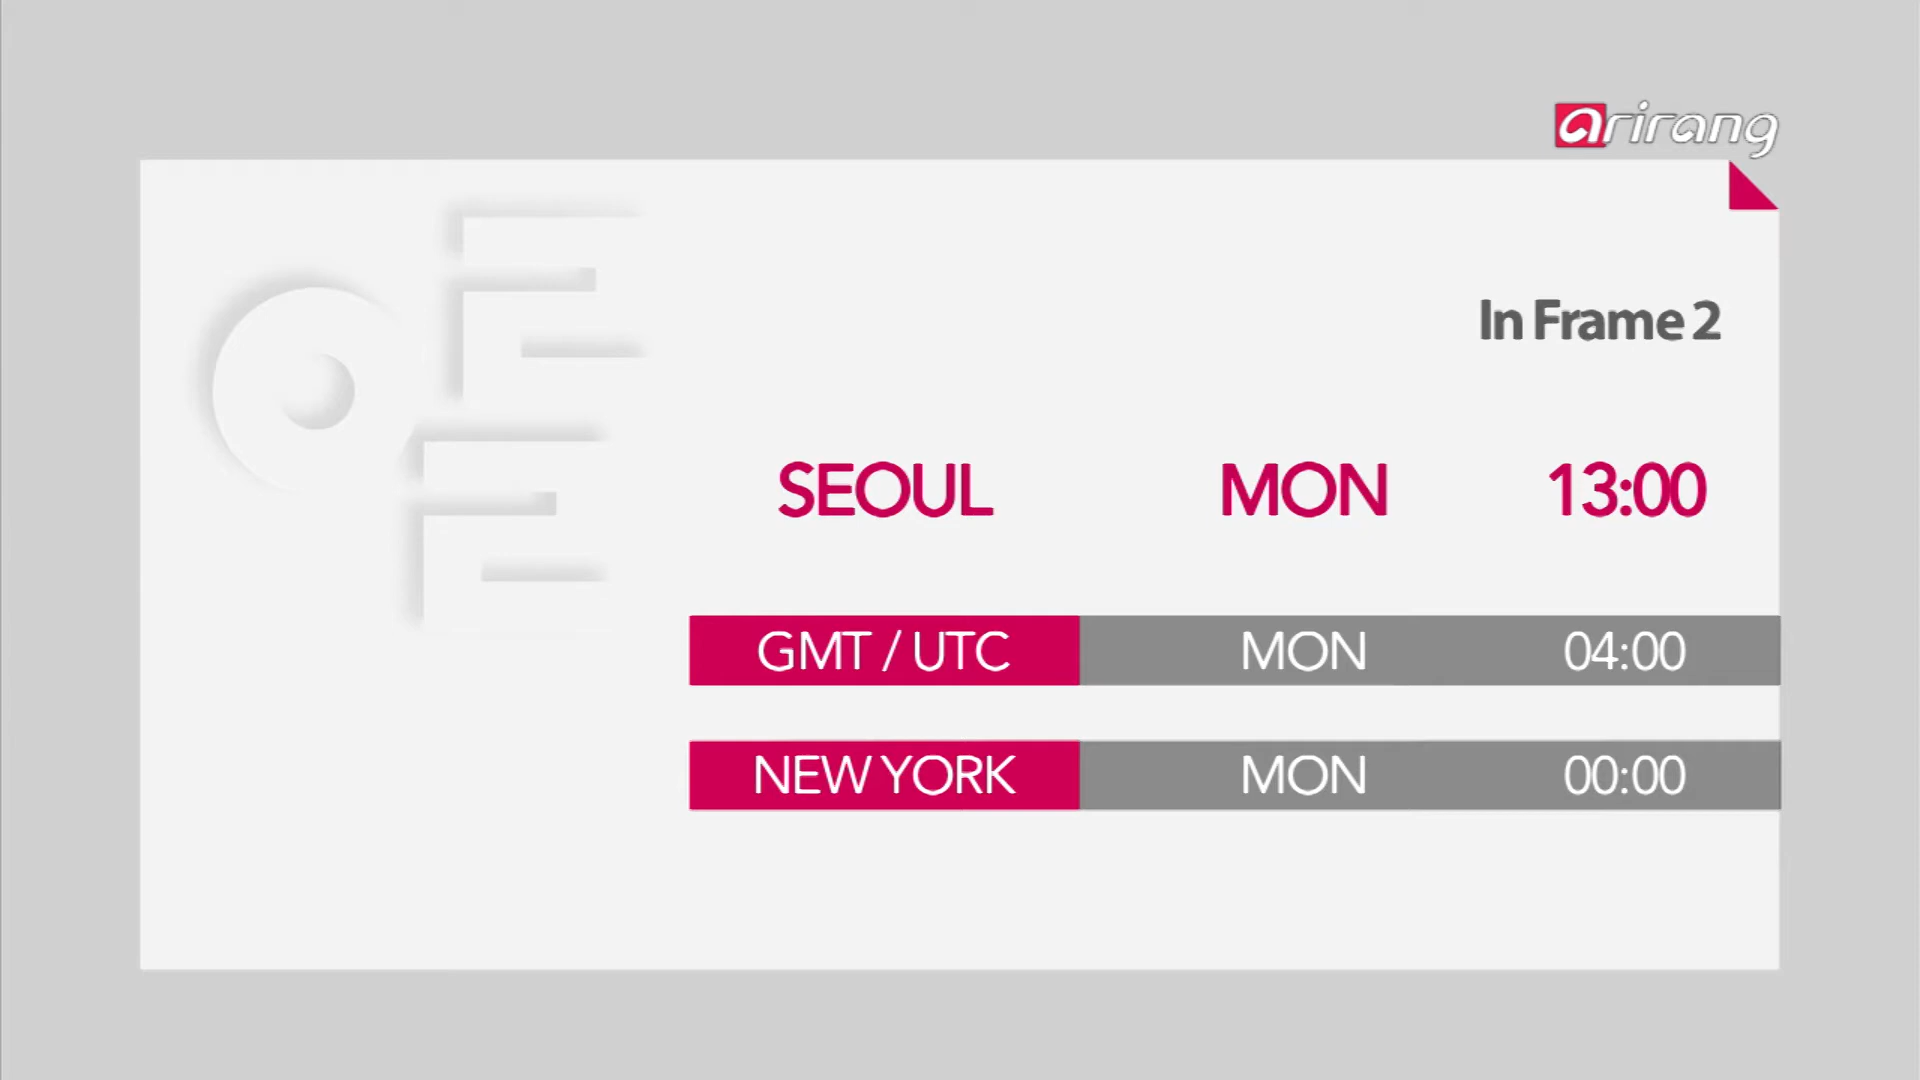 arirang
In Frame 2
SEOUL MON 13:00
GMT / UTC MON 04:00
NEW YORK MON 00:00